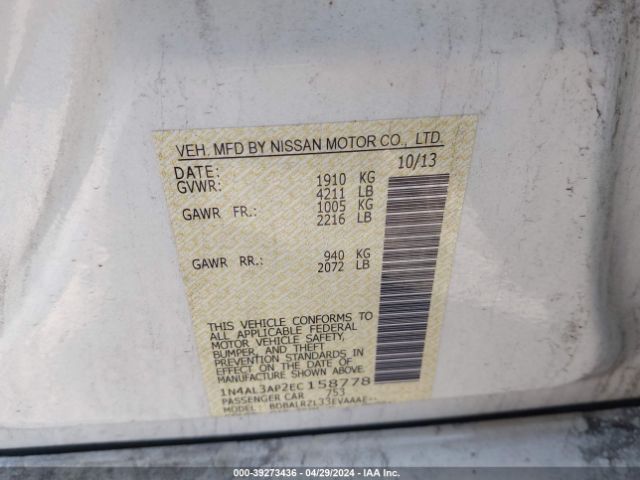 VEH. MFD BY NISSAN MOTOR CO., LTD.
DATE: 10/13
GVWR: 1910 KG
4211 LB
GAWR FR.: 1005 KG
2216 LB
GAWR RR.: 940 KG
2072 LB
THIS VEHICLE CONFORMS TO
ALL APPLICABLE FEDERAL
MOTOR VEHICLE SAFETY,
BUMPER, AND THEFT
PREVENTION STANDARDS IN
EFFECT ON THE DATE OF
MANUFACTURE SHOWN ABOVE.
1N4AL3AP2EC158778
PASSENGER CAR 753
MODEL: BDBALRZL33EVAAAE--
000-39273436 - 04/29/2024 - IAA Inc.